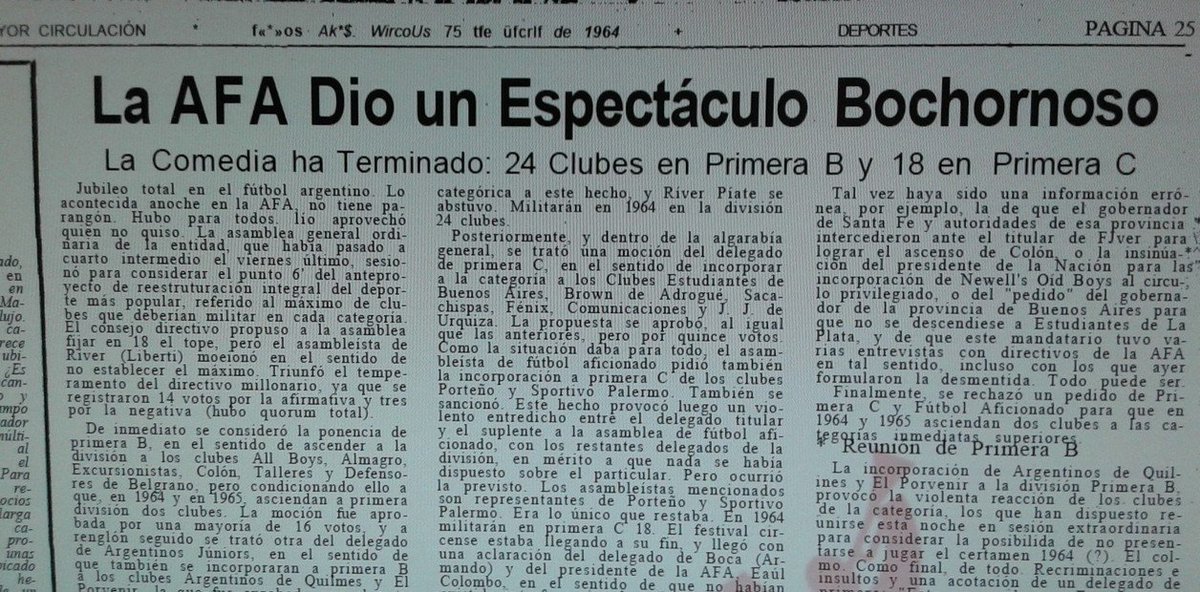 YOR CIRCULACIÓN * f«*»os Ak*$. WircoUs 75 tfe üfcrlf de 1964 + DEPORTES PAGINA 25
La AFA Dio un Espectáculo Bochornoso
La Comedia ha Terminado: 24 Clubes en Primera B y 18 en Primera C
Jubileo total en el fútbol argentino. Lo
acontecida anoche en la AFA, no tiene pa-
rangón. Hubo para todos. lío aprovechó
quien no quiso. La asamblea general ordi-
naria de la entidad, que había pasado a
cuarto intermedio el viernes último, sesio-
nó para considerar el punto 6' del antepro-
yecto de reestructuración integral del depor-
te más popular, referido al máximo de clu-
bes que deberían militar en cada categoría.
El consejo directivo propuso a la asamblea
fijar en 18 el tope, pero el asambleista de
River (Liberti) moeionó en el sentido de
no establecer el máximo. Triunfó el tempe-
ramento del directivo millonario, ya que se
registraron 14 votos por la afirmativa y tres
por la negativa (hubo quorum total).
De inmediato se consideró la ponencia de
primera B, en el sentido de ascender a la
división a los clubes All Boys, Almagro,
Excursionistas, Colón, Talleres y Defenso-
res de Belgrano, pero condicionando ello a
que, en 1964 y en 1965, asciendan a primera
división dos clubes. La moción fue apro-
bada por una mayoría de 16 votos, y a
renglón seguido se trató otra del delegado
de Argentinos Júniors, en el sentido de
que también se incorporaran a primera B
a los clubes Argentinos de Quilmes y El
Porvenir, la que fue
categórica a este hecho, y River Píate se
abstuvo. Militarán en 1964 en la división
24 clubes.
Posteriormente, y dentro de la algarabía
general, se trató una moción del delegado
de primera C, en el sentido de incorporar
a la categoría a los Clubes Estudiantes de
Buenos Aires, Brown de Adrogué, Saca-
chispas, Fénix, Comunicaciones y J. J. de
Urquiza. La propuesta se aprobó, al igual
que las anteriores, pero por quince votos.
Como la situación daba para todo, el asam-
bleista de fútbol aficionado pidió también
la incorporación a primera C de los clubes
Porteño y Sportivo Palermo. También se
sancionó. Este hecho provocó luego un vio-
lento entredicho entre el delegado titular
y el suplente a la asamblea de fútbol afi-
cionado, con los restantes delegados de la
división, en mérito a que nada se había
dispuesto sobre el particular. Pero ocurrió
lo previsto. Los asambleístas mencionados
son representantes de Porteño y Sportivo
Palermo. Era lo único que restaba. En 1964
militarán en primera C 18. El festival cir-
cense estaba llegando a su fin, y llegó con
una aclaración del delegado de Boca (Ar-
mando) y del presidente de la AFA, Eaúl
Colombo, en el sentido de que no habían
Tal vez haya sido una información erró-
nea, por ejemplo, la de que el gobernador
de Santa Fe y autoridades de esa provincia
intercedieron ante el titular de FJver para
lograr el ascenso de Colón, o la insinúa-
ción del presidente de la Nación para las
incorporación de Newell's Oid Boys al círcu-
lo privilegiado, o del "pedido" del goberna-
dor de la provincia de Buenos Aires para
que no se descendiese a Estudiantes de La
Plata, y de que este mandatario tuvo va-
rias entrevistas con directivos de la AFA
en tal sentido, incluso con los que ayer
formularon la desmentida. Todo puede ser.
Finalmente, se rechazó un pedido de Pri-
mera C y Fútbol Aficionado para que en
1964 y 1965 asciendan dos clubes a las ca-
tegorías inmediatas superiores.
* Reunión de Primera B
La incorporación de Argentinos de Quil-
ines y El Porvenir a la división Primera B,
provocó la violenta reacción de los clubes
de la categoría, los que han dispuesto re-
unirse esta noche en sesión extraordinaria
para considerar la posibilida de no presen-
tarse a jugar el certamen 1964 (?). El col-
mo. Como final, de todo, Recriminaciones e
insultos y una acotación de un delegado de